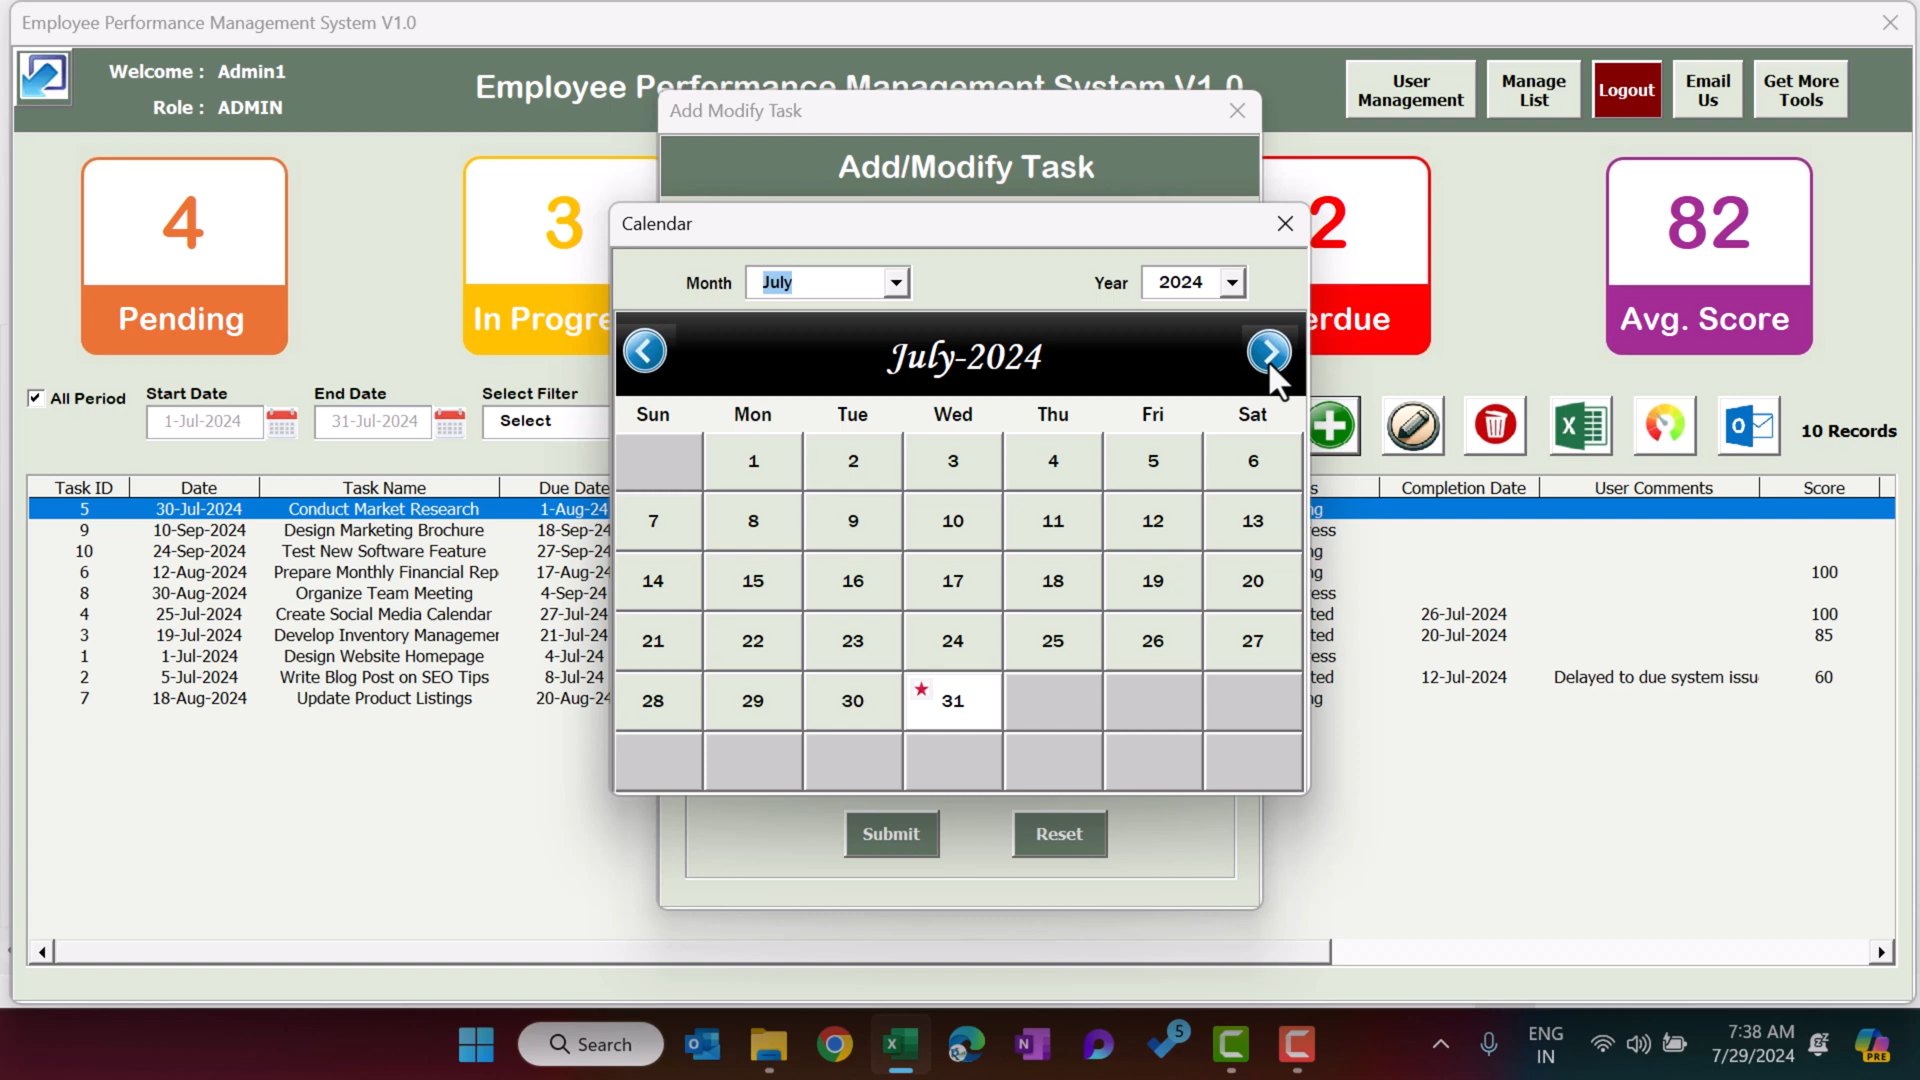 Employee Performance Management System V1.0
Welcome : Admin1
Role : ADMIN
Employee Performance Management System V1.0
User Management
Manage List
Logout
Email Us
Get More Tools
Add Modify Task
Add/Modify Task
4
Pending
3
In Progre
2
erdue
82
Avg. Score
Calendar
Month July Year 2024
July-2024
Sun Mon Tue Wed Thu Fri Sat
1 2 3 4 5 6
7 8 9 10 11 12 13
14 15 16 17 18 19 20
21 22 23 24 25 26 27
28 29 30 31
Submit Reset
All Period
Start Date
1-Jul-2024
End Date
31-Jul-2024
Select Filter
Select
10 Records
Task ID Date Task Name Due Date s Completion Date User Comments Score
5 30-Jul-2024 Conduct Market Research 1-Aug-24 ng
9 10-Sep-2024 Design Marketing Brochure 18-Sep-24 ess
10 24-Sep-2024 Test New Software Feature 27-Sep-24 ng
6 12-Aug-2024 Prepare Monthly Financial Rep 17-Aug-24 ng 100
8 30-Aug-2024 Organize Team Meeting 4-Sep-24 ess
4 25-Jul-2024 Create Social Media Calendar 27-Jul-24 ted 26-Jul-2024 100
3 19-Jul-2024 Develop Inventory Managemer 21-Jul-24 ted 20-Jul-2024 85
1 1-Jul-2024 Design Website Homepage 4-Jul-24 ess
2 5-Jul-2024 Write Blog Post on SEO Tips 8-Jul-24 ted 12-Jul-2024 Delayed to due system issu 60
7 18-Aug-2024 Update Product Listings 20-Aug-24 ng
Search
5
ENG
IN
7:38 AM
7/29/2024
PRE